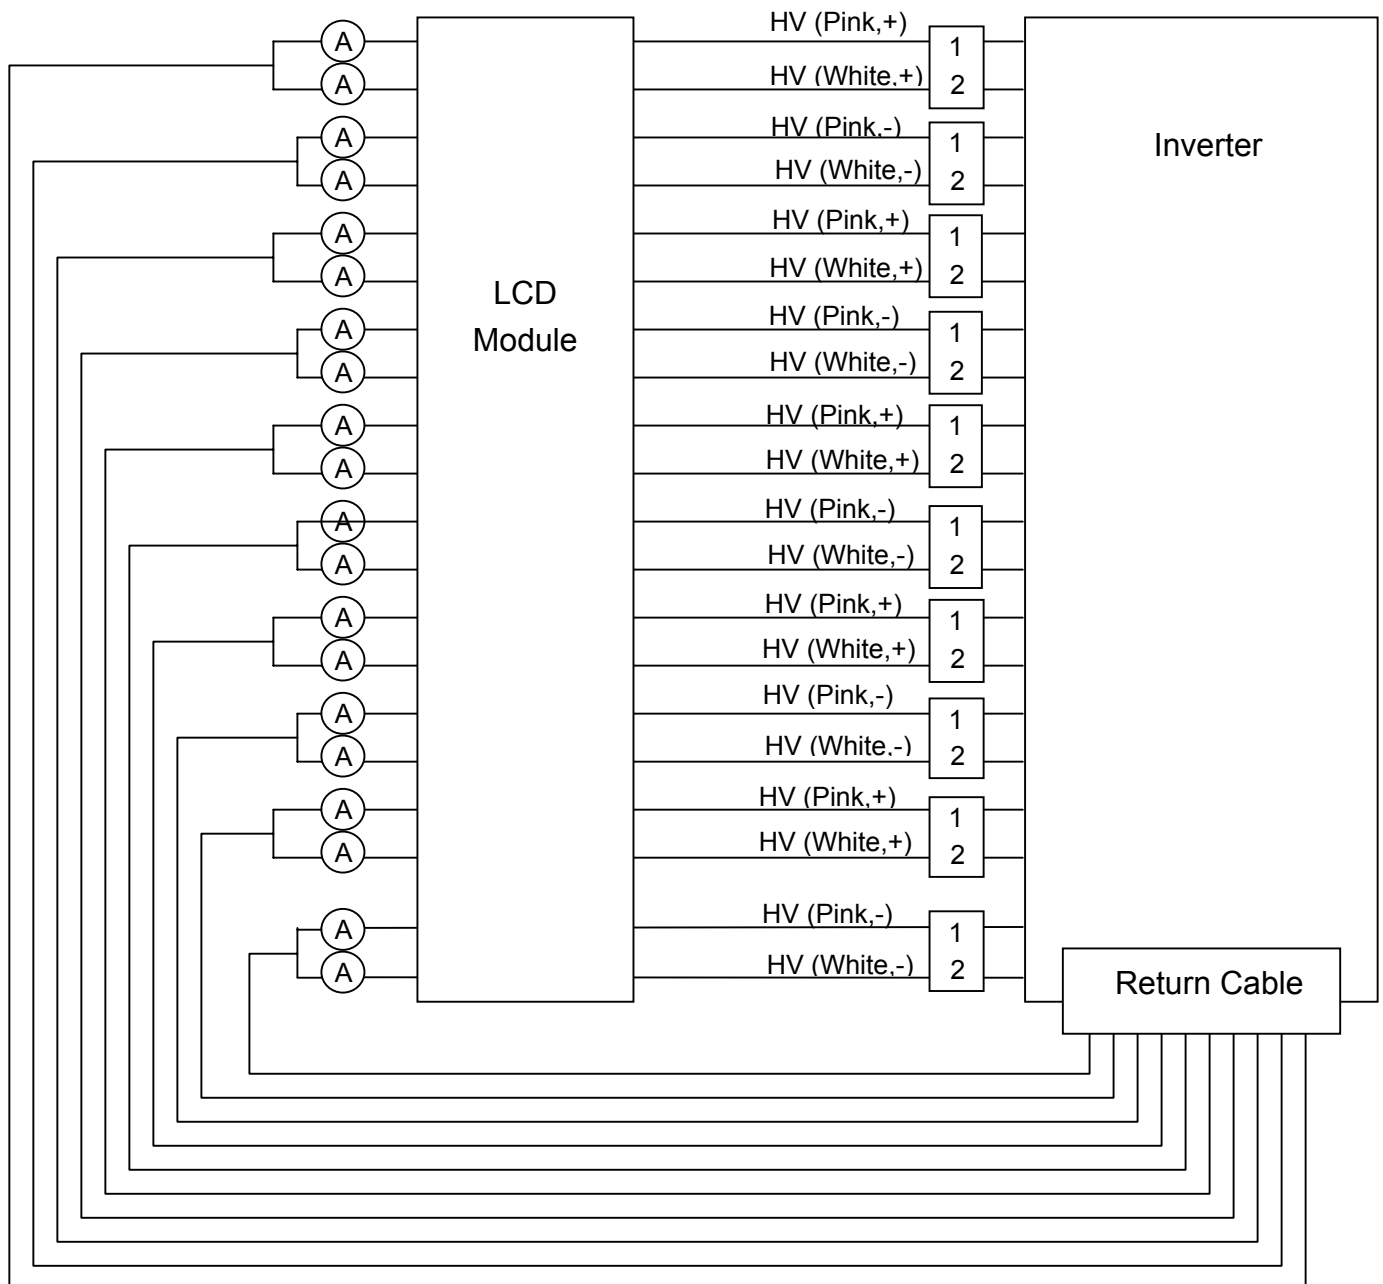 A
HV (Pink,+)
1
A
HV (White,+)
2
A
HV (Pink,-)
1
Inverter
A
HV (White,-)
2
A
HV (Pink,+)
1
A
HV (White,+)
2
LCD
Module
A
HV (Pink,-)
1
A
HV (White,-)
2
A
HV (Pink,+)
1
A
HV (White,+)
2
A
HV (Pink,-)
1
A
HV (White,-)
2
A
HV (Pink,+)
1
A
HV (White,+)
2
A
HV (Pink,-)
1
A
HV (White,-)
2
A
HV (Pink,+)
1
A
HV (White,+)
2
A
HV (Pink,-)
1
A
HV (White,-)
2
Return Cable